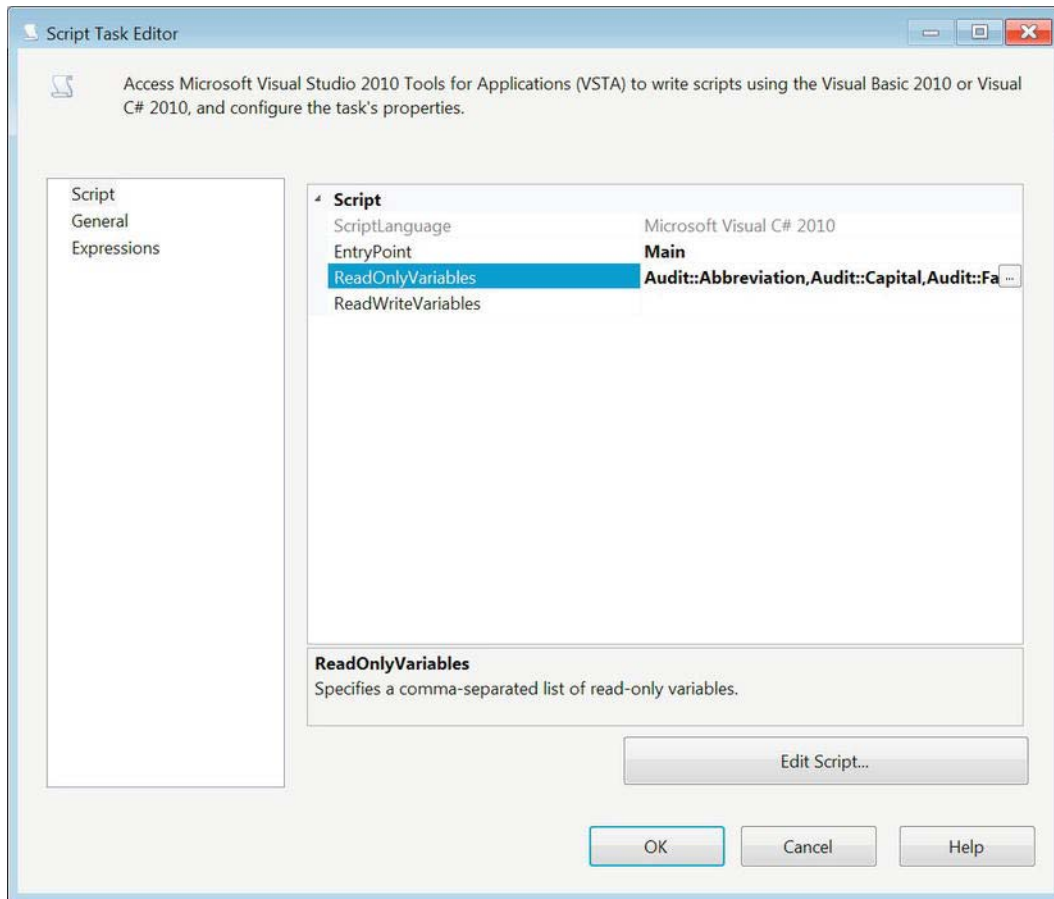 Script Task Editor
Access Microsoft Visual Studio 2010 Tools for Applications (VSTA) to write scripts using the Visual Basic 2010 or Visual
C# 2010, and configure the task's properties.
Script
General
Expressions
Script
ScriptLanguage Microsoft Visual C# 2010
EntryPoint Main
ReadOnlyVariables Audit::Abbreviation,Audit::Capital,Audit::Fa ...
ReadWriteVariables
ReadOnlyVariables
Specifies a comma-separated list of read-only variables.
Edit Script...
OK Cancel Help